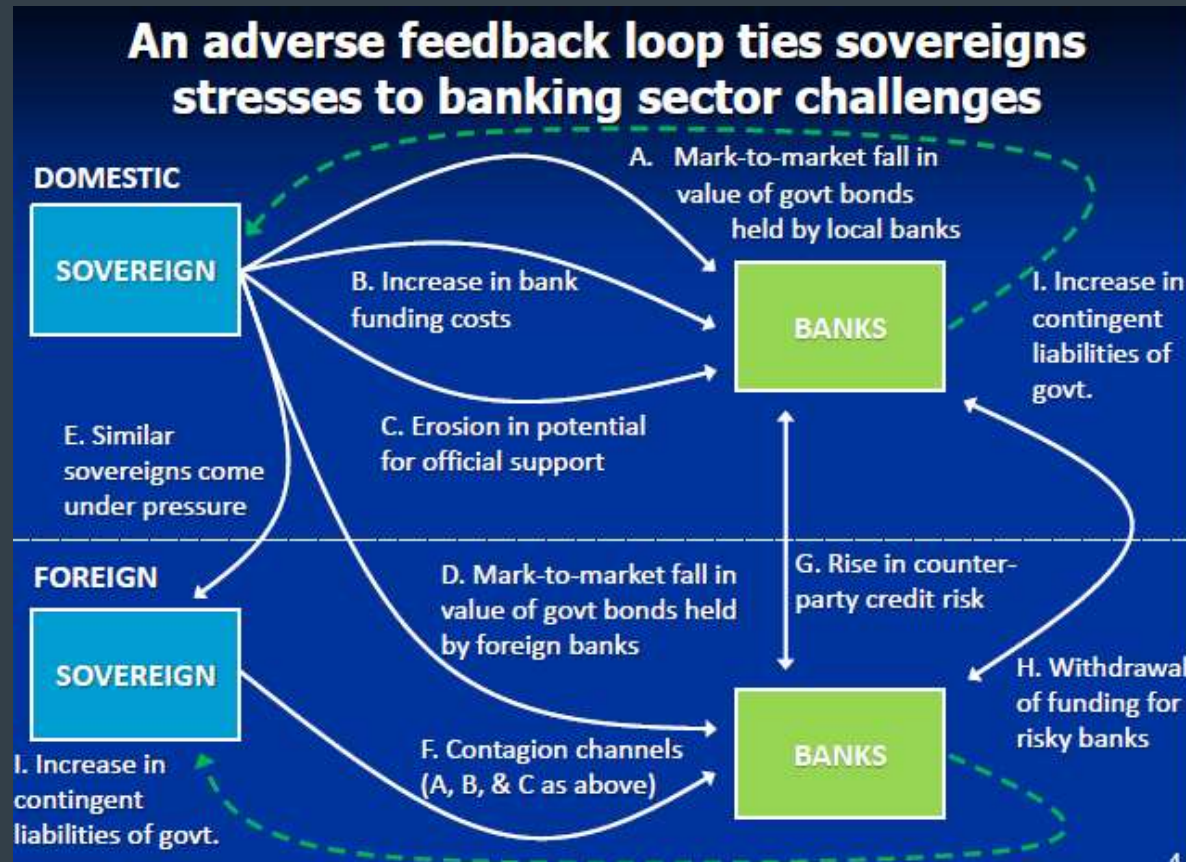 An adverse feedback loop ties sovereigns
stresses to banking sector challenges
DOMESTIC
SOVEREIGN
A. Mark-to-market fall in
value of govt bonds
held by local banks
B. Increase in bank
funding costs
BANKS
I. Increase in
contingent
liabilities of
govt.
C. Erosion in potential
for official support
E. Similar
sovereigns come
under pressure
FOREIGN
SOVEREIGN
D. Mark-to-market fall in
value of govt bonds held
by foreign banks
G. Rise in counter-
party credit risk
H. Withdrawal
of funding for
risky banks
F. Contagion channels
(A, B, & C as above)
BANKS
I. Increase in
contingent
liabilities of govt.
4